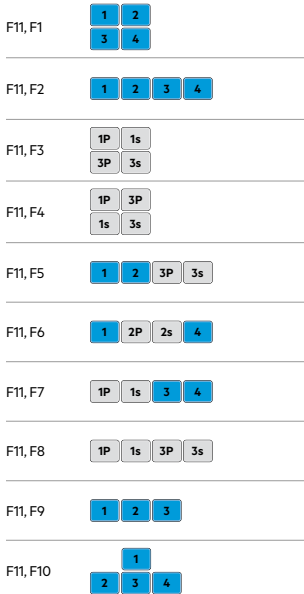 F11, F1
1 2
3 4
F11, F2
1 2 3 4
F11, F3
1P 1s
3P 3s
F11, F4
1P 3P
1s 3s
F11, F5
1 2 3P 3s
F11, F6
1 2P 2s 4
F11, F7
1P 1s 3 4
F11, F8
1P 1s 3P 3s
F11, F9
1 2 3
F11, F10
1
2 3 4